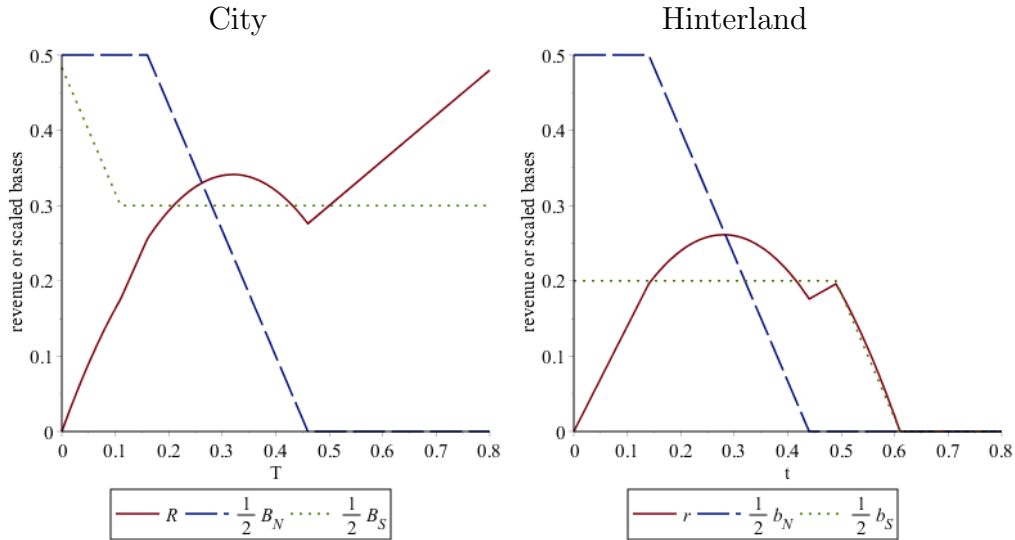 City
Hinterland
revenue or scaled bases
0.5
0.4
0.3
0.2
0.1
0
0 0.1 0.2 0.3 0.4 0.5 0.6 0.7 0.8
T
R 1/2 B_N 1/2 B_S
revenue or scaled bases
0.5
0.4
0.3
0.2
0.1
0
0 0.1 0.2 0.3 0.4 0.5 0.6 0.7 0.8
t
r 1/2 b_N 1/2 b_S